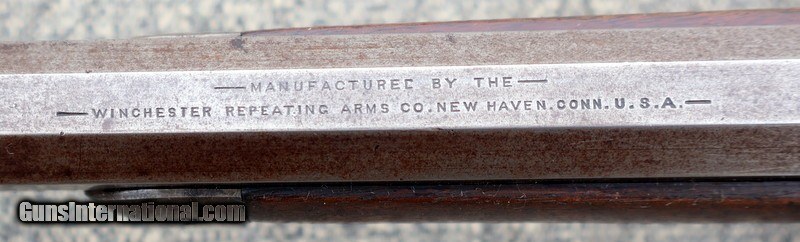 —MANUFACTURED BY THE—
—WINCHESTER REPEATING ARMS CO. NEW HAVEN. CONN. U.S.A.—
GunsInternational.com